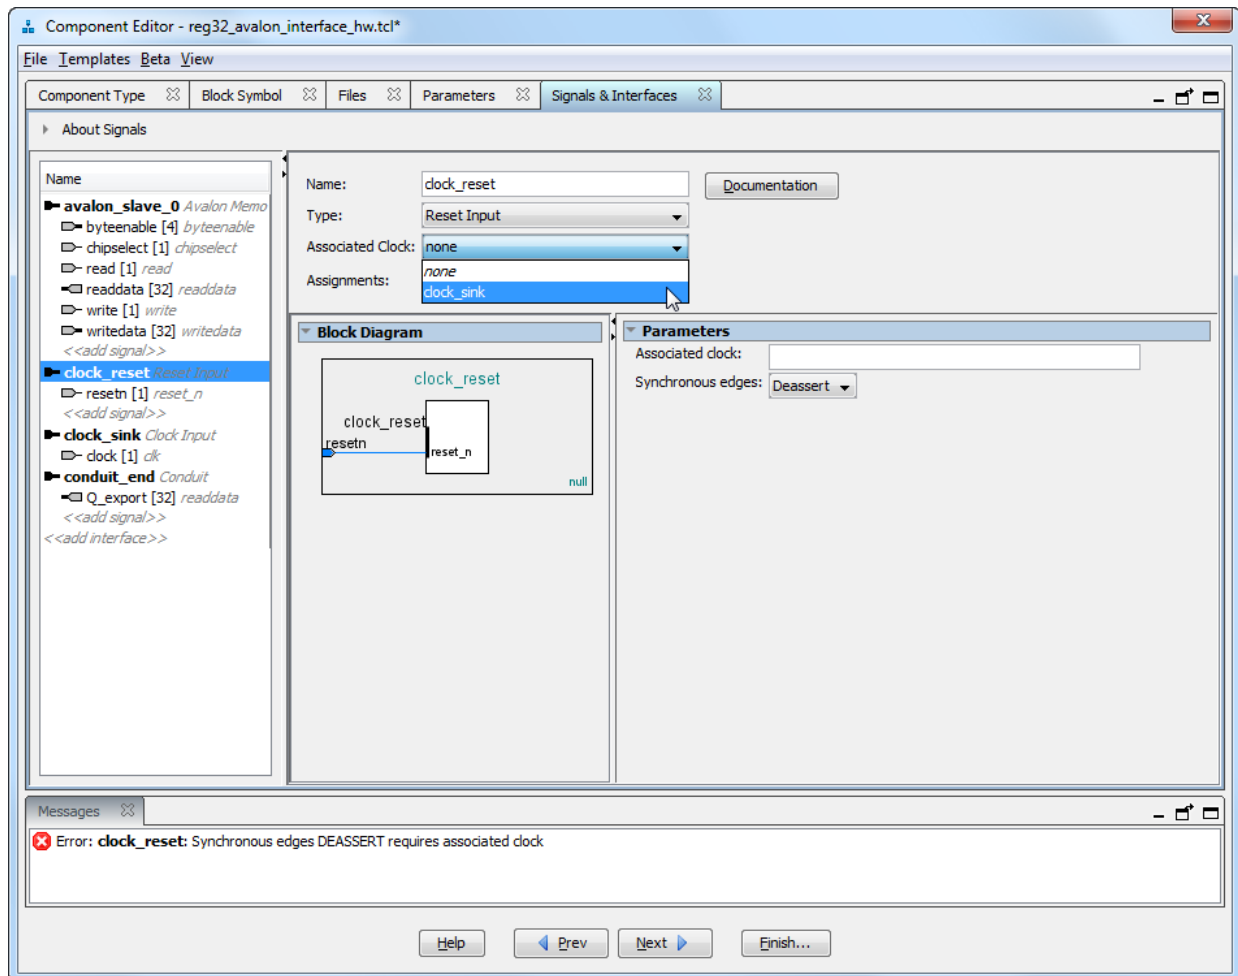 Component Editor - reg32_avalon_interface_hw.tcl*
File Templates Beta View
Component Type Block Symbol Files Parameters Signals & Interfaces
About Signals
Name
avalon_slave_0 Avalon Memo
byteenable [4] byteenable
chipselect [1] chipselect
read [1] read
readdata [32] readdata
write [1] write
writedata [32] writedata
<<add signal>>
clock_reset Reset Input
resetn [1] reset_n
<<add signal>>
clock_sink Clock Input
clock [1] clk
conduit_end Conduit
Q_export [32] readdata
<<add signal>>
<<add interface>>
Name: clock_reset Documentation
Type: Reset Input
Associated Clock: none
none
Assignments:
clock_sink
Block Diagram
clock_reset
clock_reset
resetn
reset_n
null
Parameters
Associated clock:
Synchronous edges: Deassert
Messages
Error: clock_reset: Synchronous edges DEASSERT requires associated clock
Help Prev Next Finish...